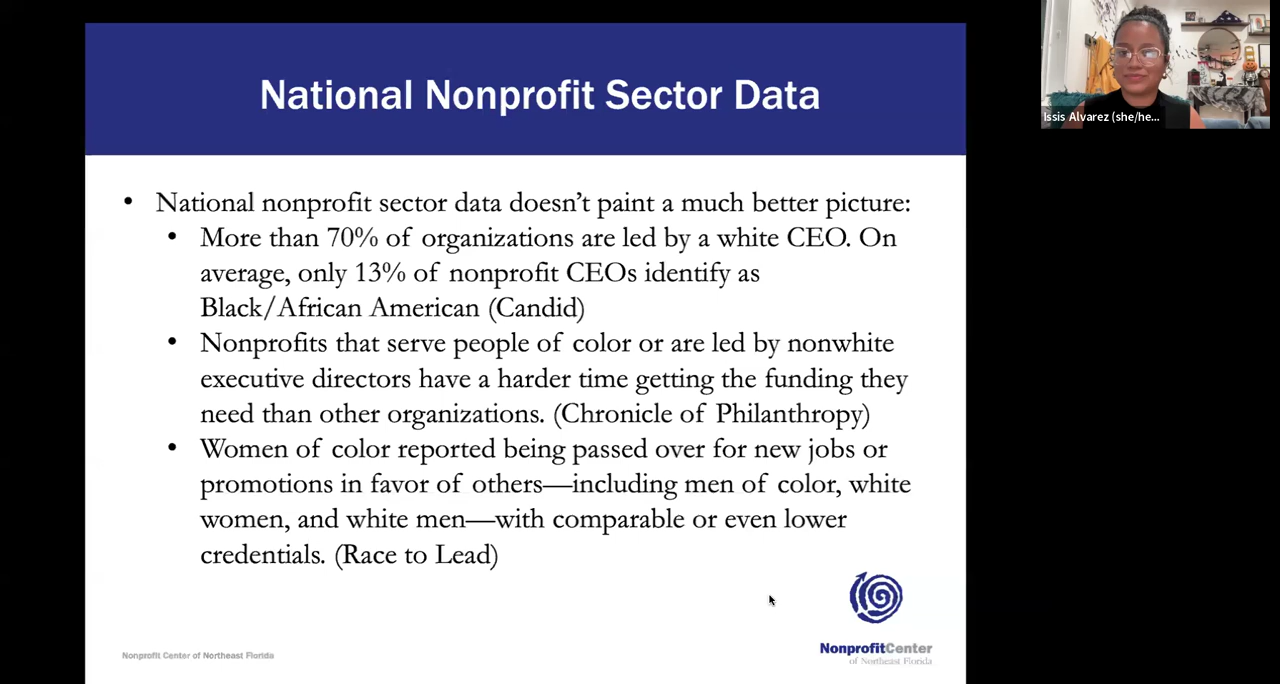 National Nonprofit Sector Data
Issis Alvarez (she/he...
• National nonprofit sector data doesn’t paint a much better picture:
• More than 70% of organizations are led by a white CEO. On
average, only 13% of nonprofit CEOs identify as
Black/African American (Candid)
• Nonprofits that serve people of color or are led by nonwhite
executive directors have a harder time getting the funding they
need than other organizations. (Chronicle of Philanthropy)
• Women of color reported being passed over for new jobs or
promotions in favor of others—including men of color, white
women, and white men—with comparable or even lower
credentials. (Race to Lead)
NonprofitCenter
of Northeast Florida
Nonprofit Center of Northeast Florida